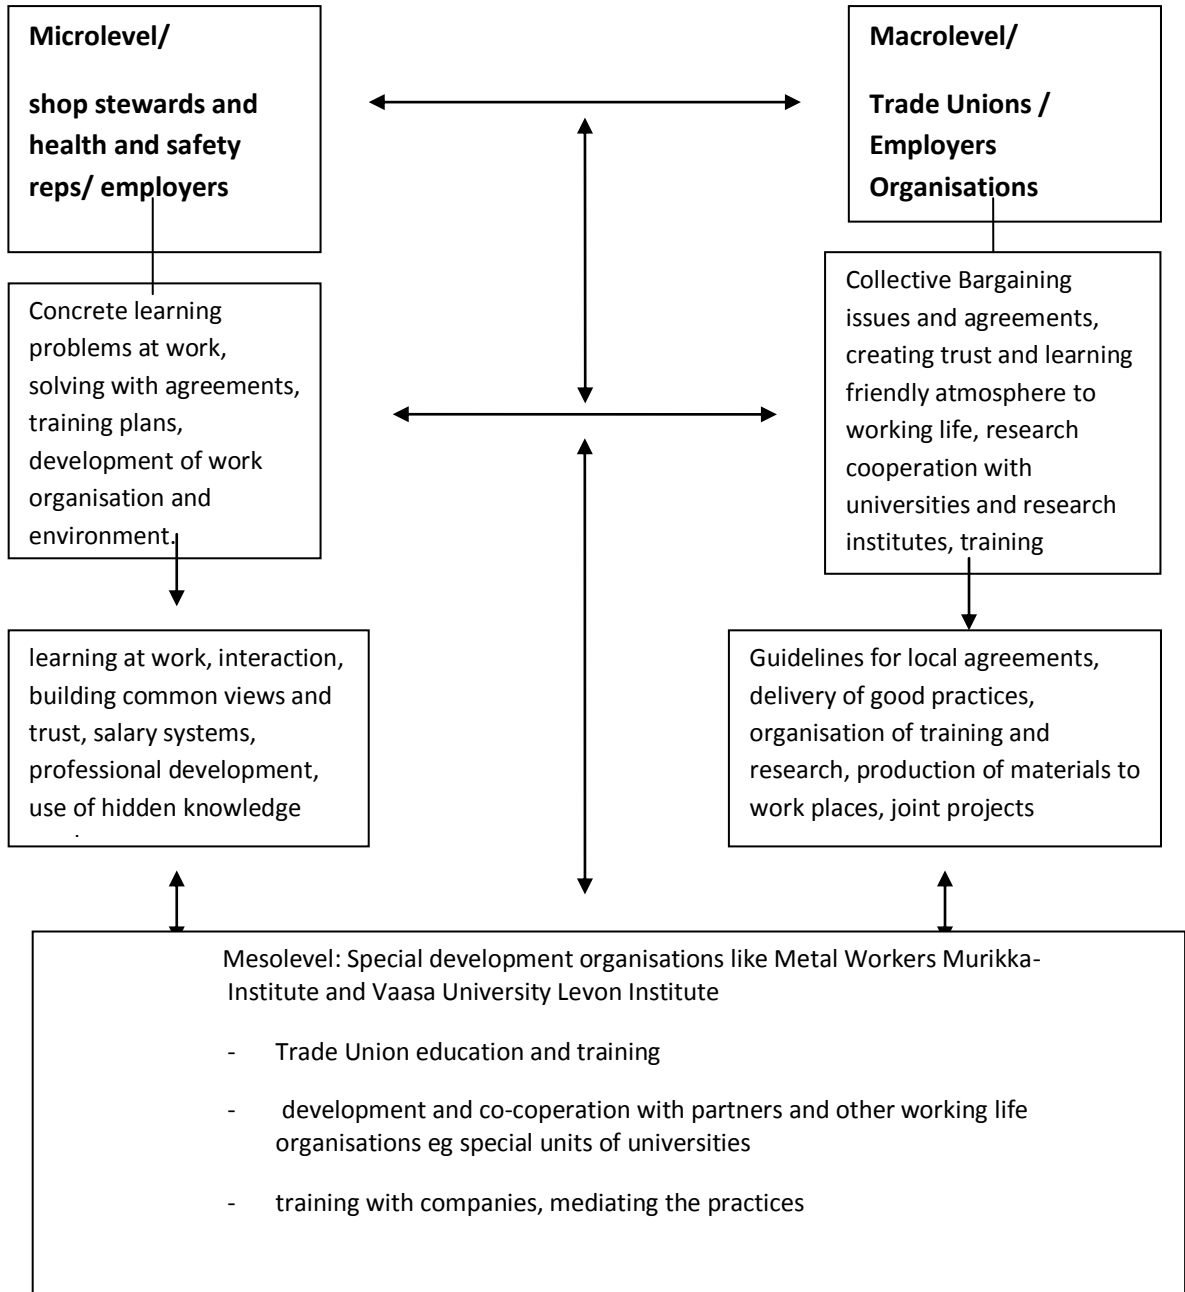 Microlevel/
shop stewards and
health and safety
reps/ employers
Macrolevel/
Trade Unions /
Employers
Organisations
Concrete learning
problems at work,
solving with agreements,
training plans,
development of work
organisation and
environment.
Collective Bargaining
issues and agreements,
creating trust and learning
friendly atmosphere to
working life, research
cooperation with
universities and research
institutes, training
learning at work, interaction,
building common views and
trust, salary systems,
professional development,
use of hidden knowledge
Guidelines for local agreements,
delivery of good practices,
organisation of training and
research, production of materials to
work places, joint projects
Mesolevel: Special development organisations like Metal Workers Murikka-
Institute and Vaasa University Levon Institute
- Trade Union education and training
- development and co-coperation with partners and other working life
organisations eg special units of universities
- training with companies, mediating the practices